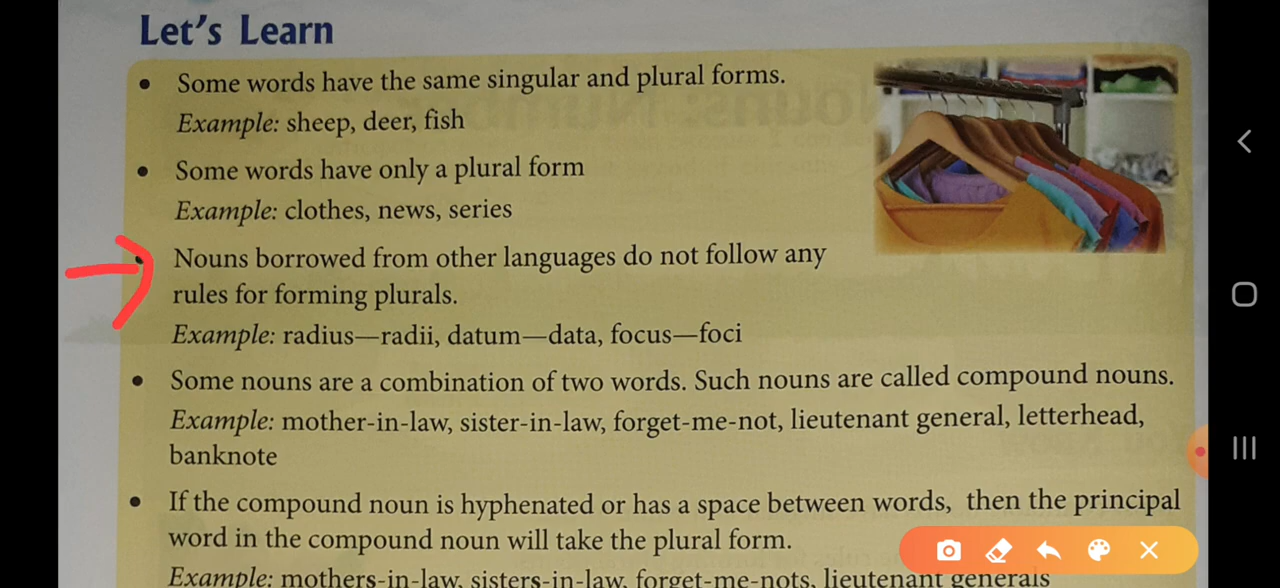 Let's Learn
• Some words have the same singular and plural forms.
Example: sheep, deer, fish
• Some words have only a plural form
Example: clothes, news, series
• Nouns borrowed from other languages do not follow any
rules for forming plurals.
Example: radius—radii, datum—data, focus—foci
• Some nouns are a combination of two words. Such nouns are called compound nouns.
Example: mother-in-law, sister-in-law, forget-me-not, lieutenant general, letterhead,
banknote
• If the compound noun is hyphenated or has a space between words, then the principal
word in the compound noun will take the plural form.
Example: mothers-in-law, sisters-in-law, forget-me-nots, lieutenant generals